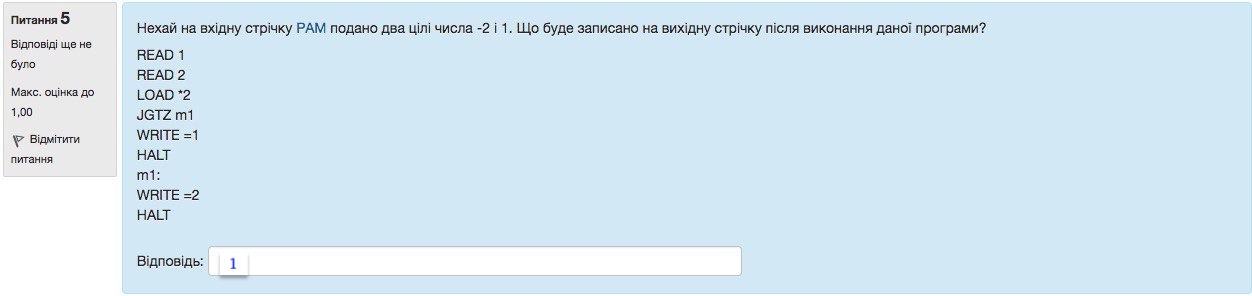 Питання 5
Відповіді ще не
було
Макс. оцінка до
1,00
Відмітити
питання
Нехай на вхідну стрічку РАМ подано два цілі числа -2 і 1. Що буде записано на вихідну стрічку після виконання даної програми?
READ 1
READ 2
LOAD *2
JGTZ m1
WRITE =1
HALT
m1:
WRITE =2
HALT
Відповідь: 1